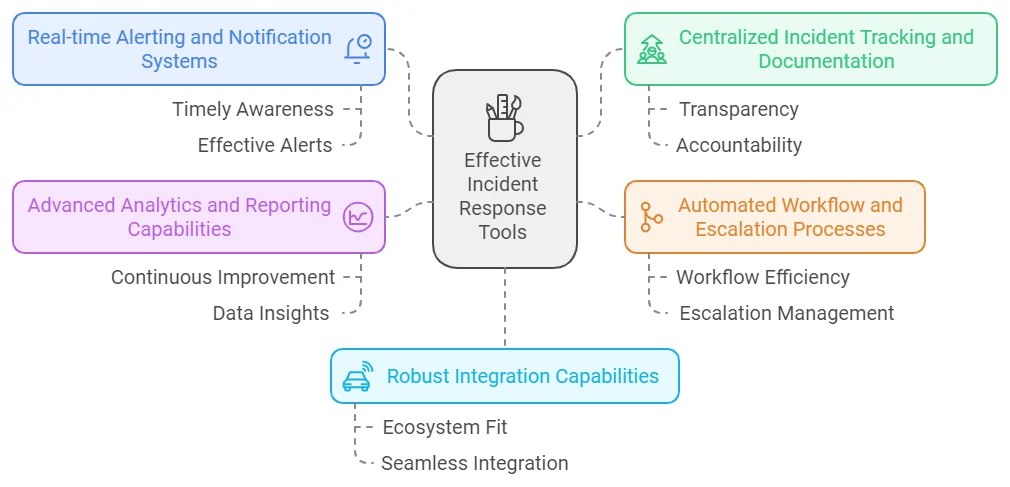 Real-time Alerting and Notification
Systems
Timely Awareness
Effective Alerts
Centralized Incident Tracking and
Documentation
Transparency
Accountability
Effective
Incident
Response
Tools
Advanced Analytics and Reporting
Capabilities
Continuous Improvement
Data Insights
Automated Workflow and
Escalation Processes
Workflow Efficiency
Escalation Management
Robust Integration Capabilities
Ecosystem Fit
Seamless Integration